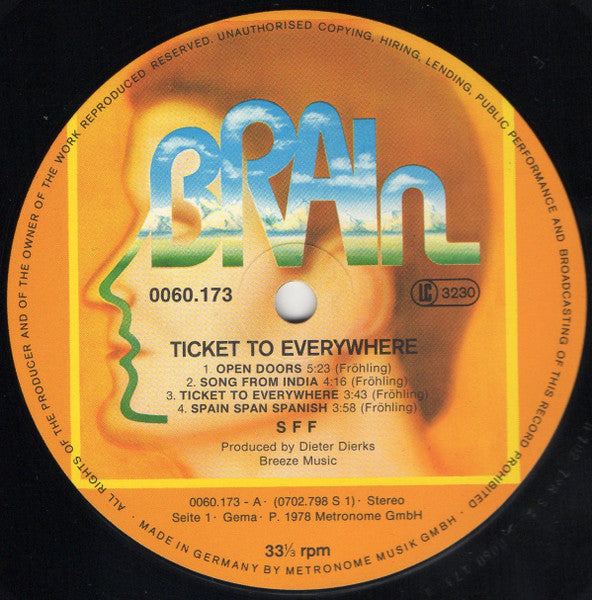 ALL RIGHTS OF THE PRODUCER AND OF THE OWNER OF THE WORK REPRODUCED RESERVED. UNAUTHORISED COPYING, HIRING, LENDING, PUBLIC PERFORMANCE AND BROADCASTING OF THIS RECORD PROHIBITED
BRAIn
0060.173
LC 3230
TICKET TO EVERYWHERE
1. OPEN DOORS 5:23 (Fröhling)
2. SONG FROM INDIA 4:16 (Fröhling)
3. TICKET TO EVERYWHERE 3:43 (Fröhling)
4. SPAIN SPAN SPANISH 3:58 (Fröhling)
S F F
Produced by Dieter Dierks
Breeze Music
0060.173 - A · (0702.798 S 1) · Stereo
Seite 1 · Gema · P. 1978 Metronome GmbH
33⅓ rpm
· MADE IN GERMANY BY METRONOME MUSIK GMBH ·